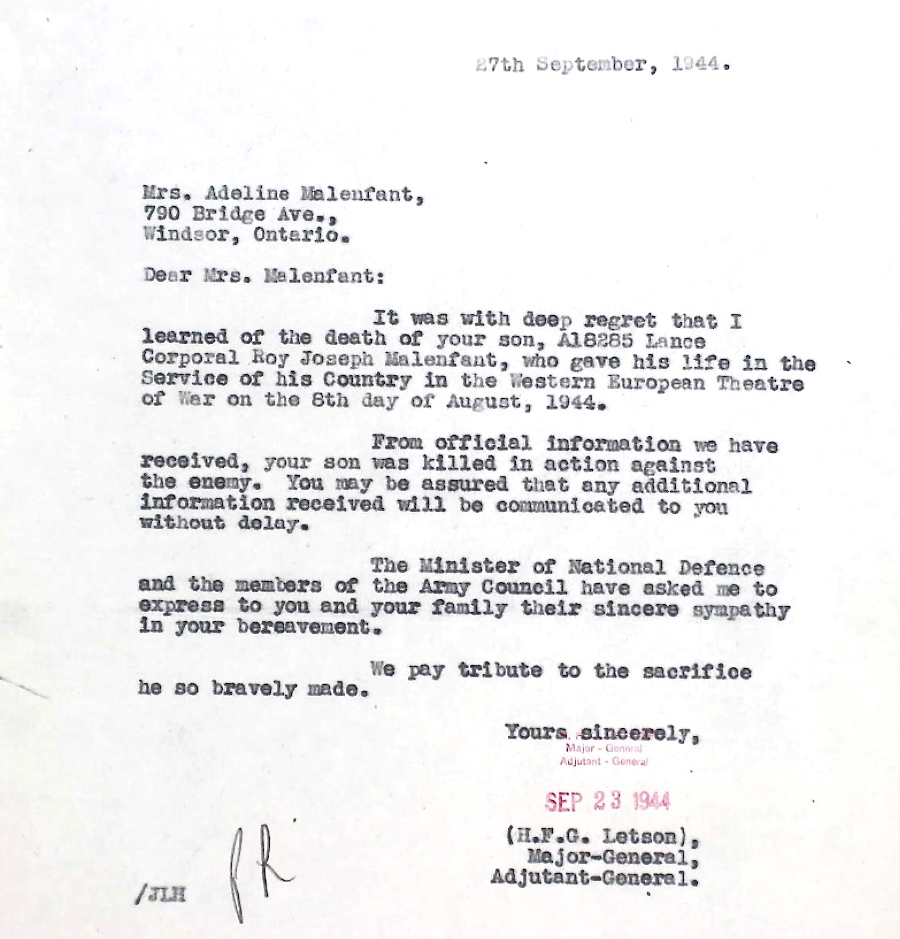 27th September, 1944.
Mrs. Adeline Malenfant,
790 Bridge Ave.,
Windsor, Ontario.
Dear Mrs. Malenfant:
It was with deep regret that I
learned of the death of your son, A18285 Lance
Corporal Roy Joseph Malenfant, who gave his life in the
Service of his Country in the Western European Theatre
of War on the 8th day of August, 1944.
From official information we have
received, your son was killed in action against
the enemy. You may be assured that any additional
information received will be communicated to you
without delay.
The Minister of National Defence
and the members of the Army Council have asked me to
express to you and your family their sincere sympathy
in your bereavement.
We pay tribute to the sacrifice
he so bravely made.
Yours sincerely,
Major - General
Adjutant - General
SEP 23 1944
(H.F.G. Letson),
Major-General,
Adjutant-General.
/JLH